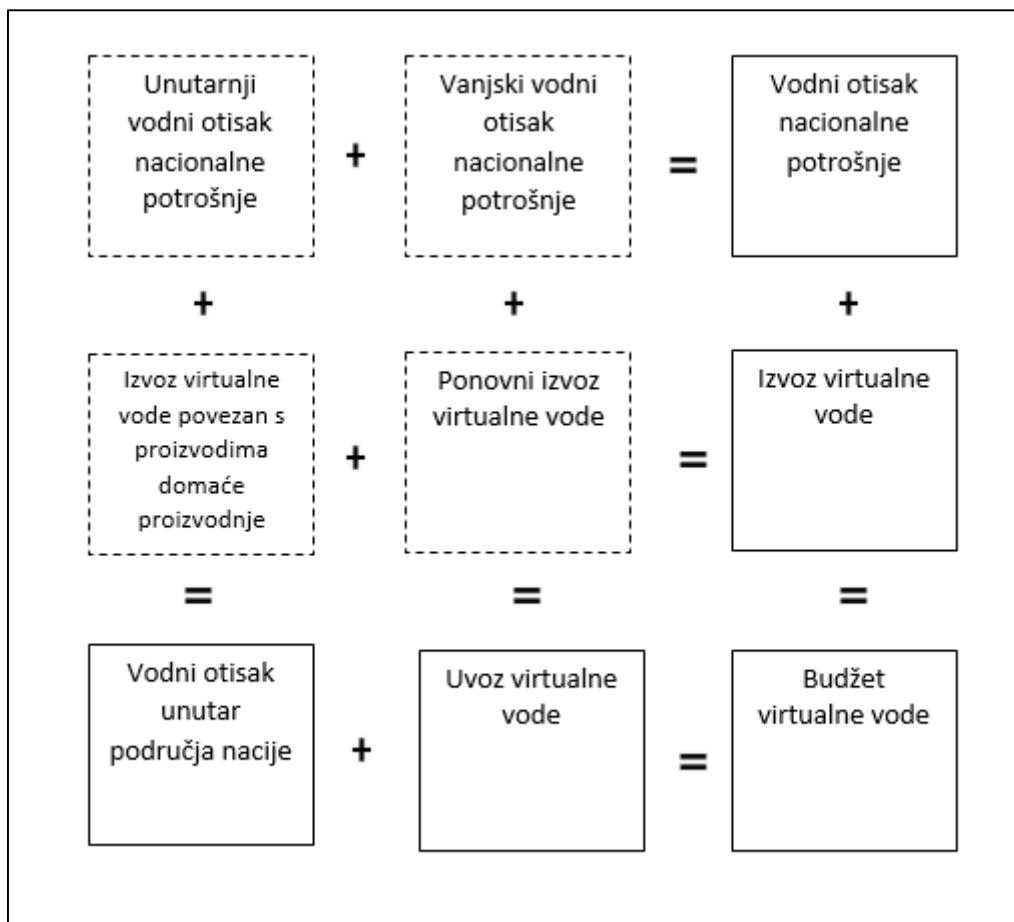 Unutarnji
vodni otisak
nacionalne
potrošnje
+
Vanjski vodni
otisak
nacionalne
potrošnje
=
Vodni otisak
nacionalne
potrošnje
+
+
+
Izvoz virtualne
vode povezan s
proizvodima
domaće
proizvodnje
+
Ponovni izvoz
virtualne vode
=
Izvoz virtualne
vode
=
=
=
Vodni otisak
unutar
područja nacije
+
Uvoz virtualne
vode
=
Budžet
virtualne vode